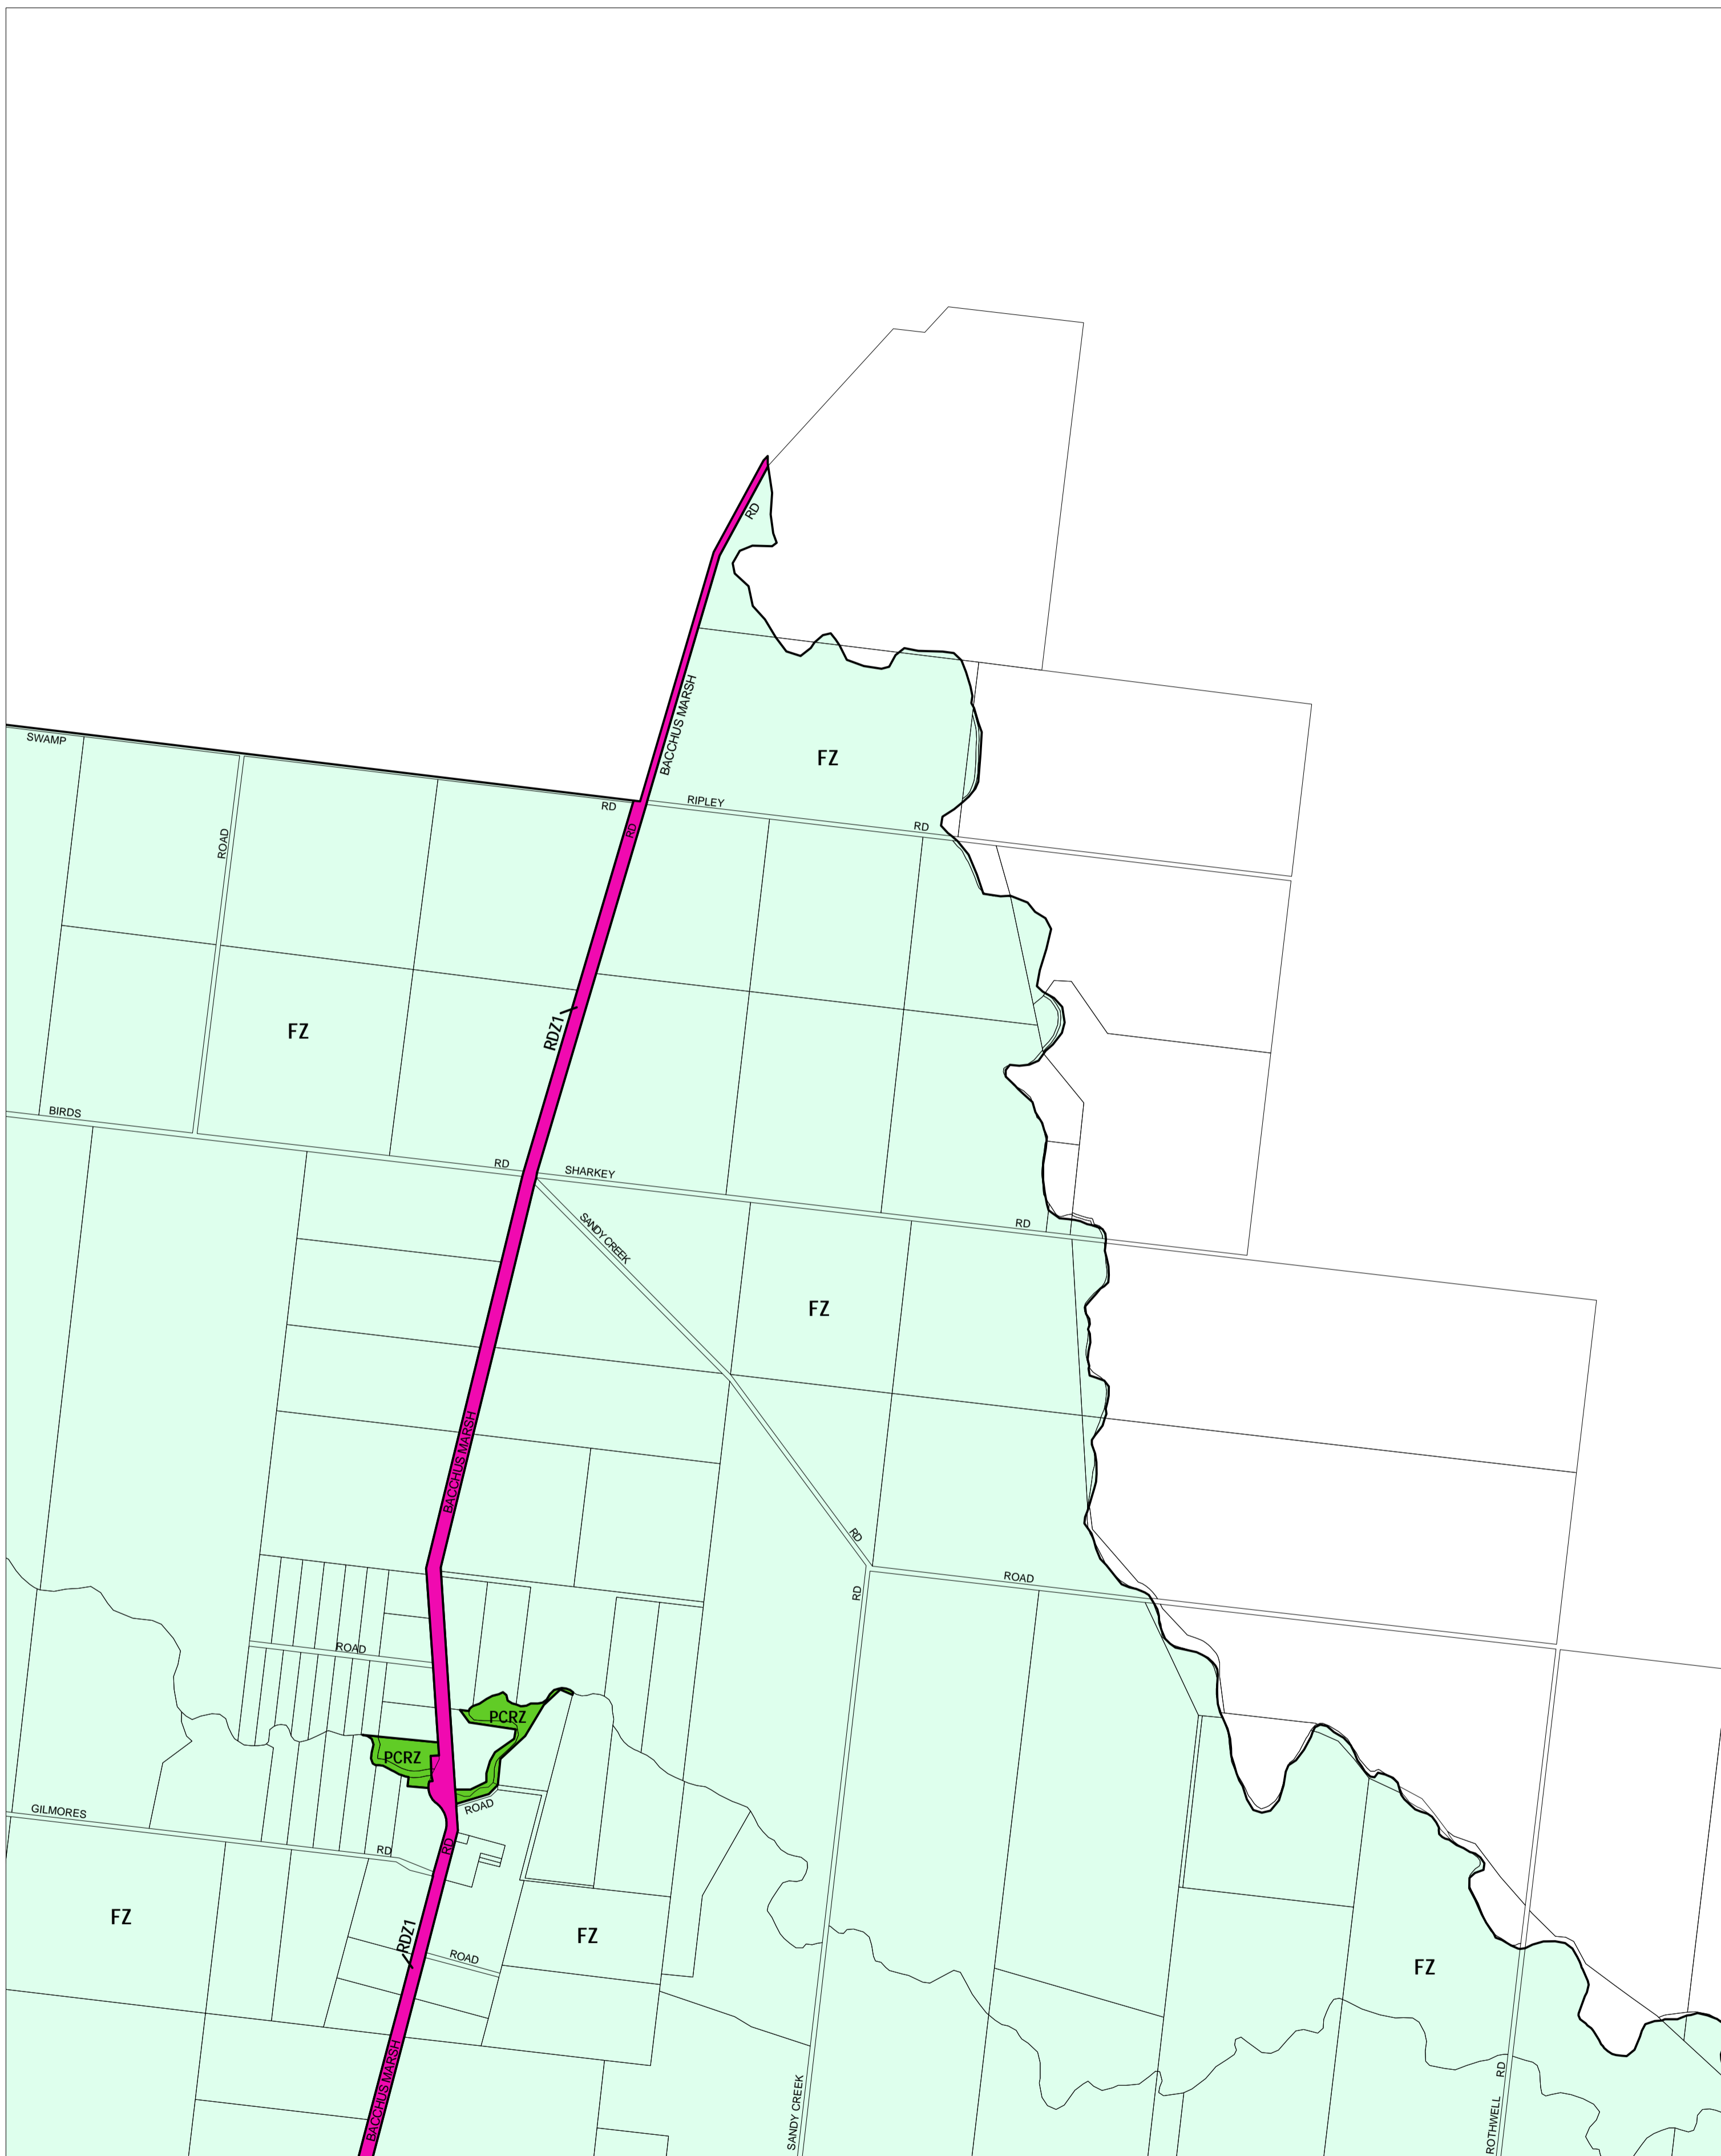 RD
BACCHUS MARSH
FZ
SWAMP
RD
RIPLEY
RD
RD
ROAD
FZ
RDZ1
BIRDS
RD
SHARKEY
RD
SANDY CREEK
FZ
BACCHUS MARSH
RD
RD
ROAD
ROAD
PCRZ
PCRZ
GILMORES
ROAD
RD
RD
FZ
RDZ1
FZ
ROAD
FZ
BACCHUS MARSH
SANDY CREEK
ROTHWELL RD